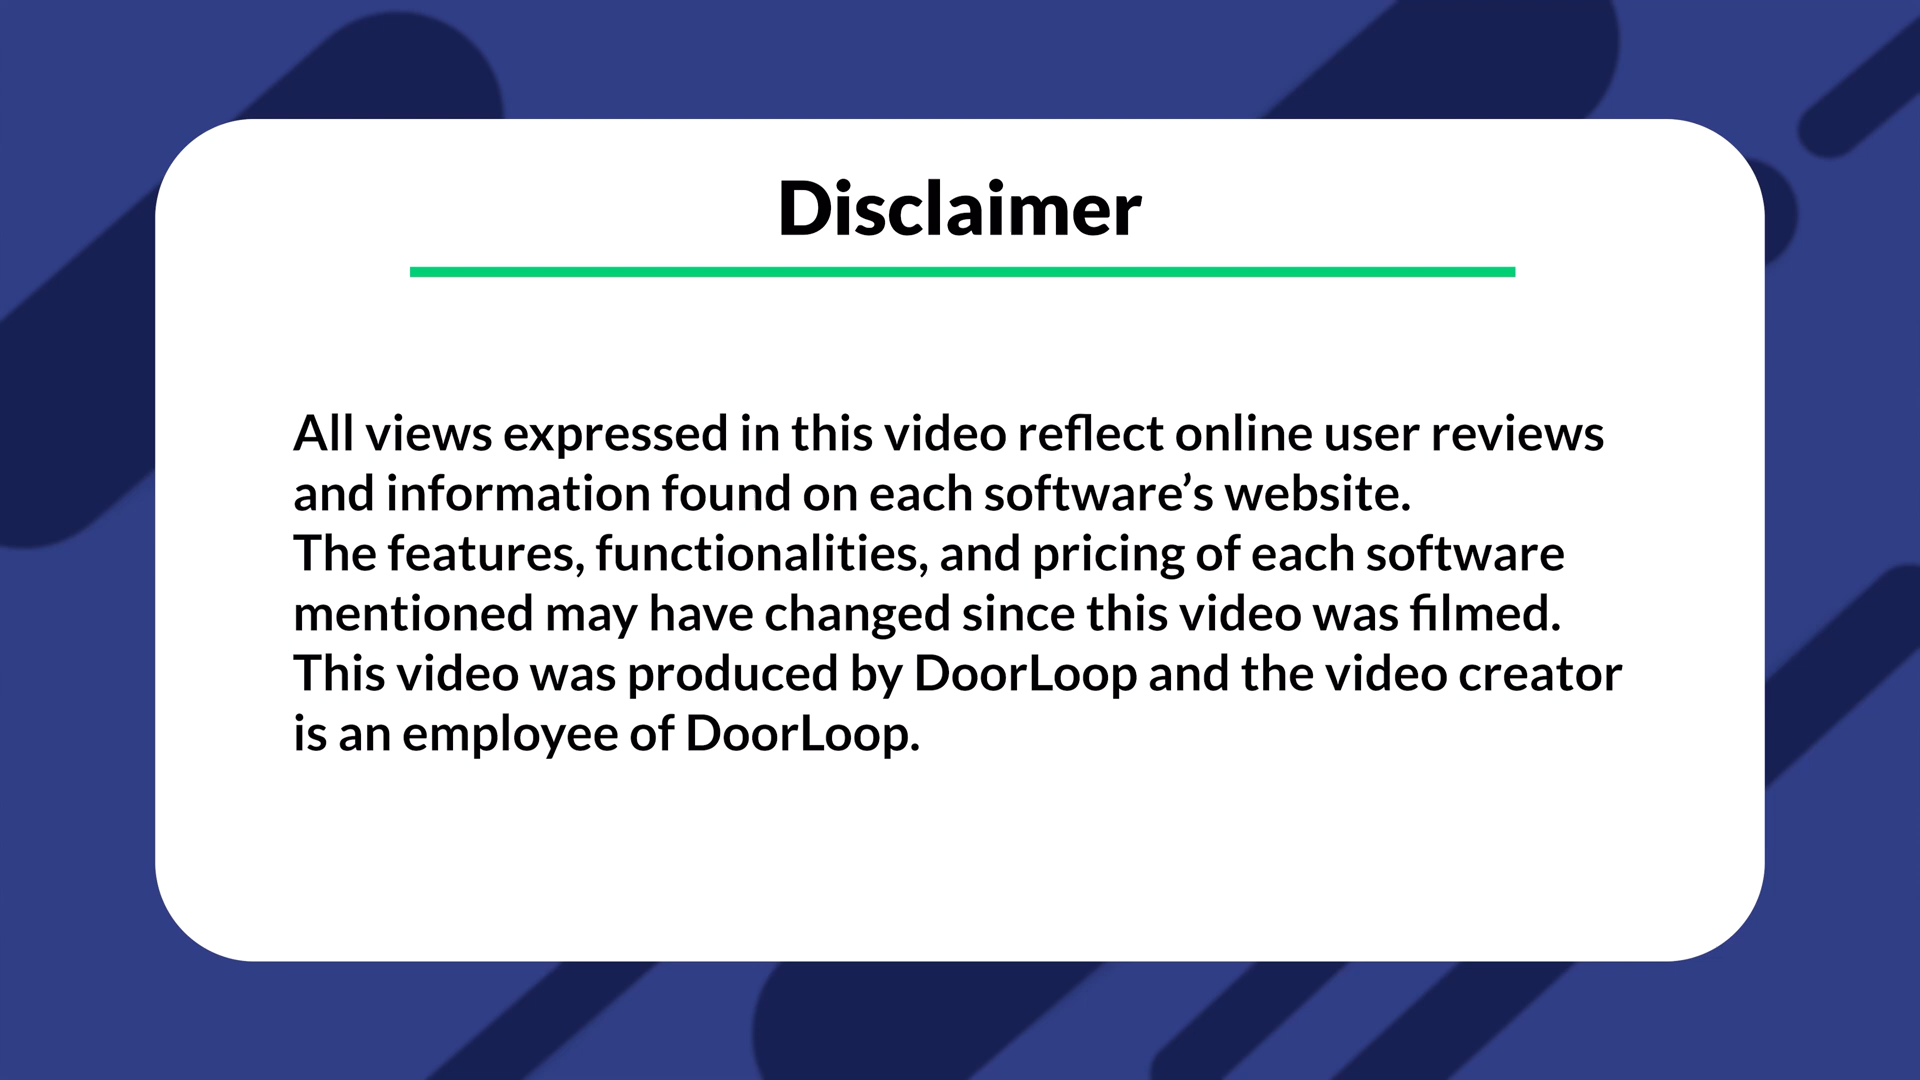 Disclaimer
All views expressed in this video reflect online user reviews
and information found on each software’s website.
The features, functionalities, and pricing of each software
mentioned may have changed since this video was filmed.
This video was produced by DoorLoop and the video creator
is an employee of DoorLoop.